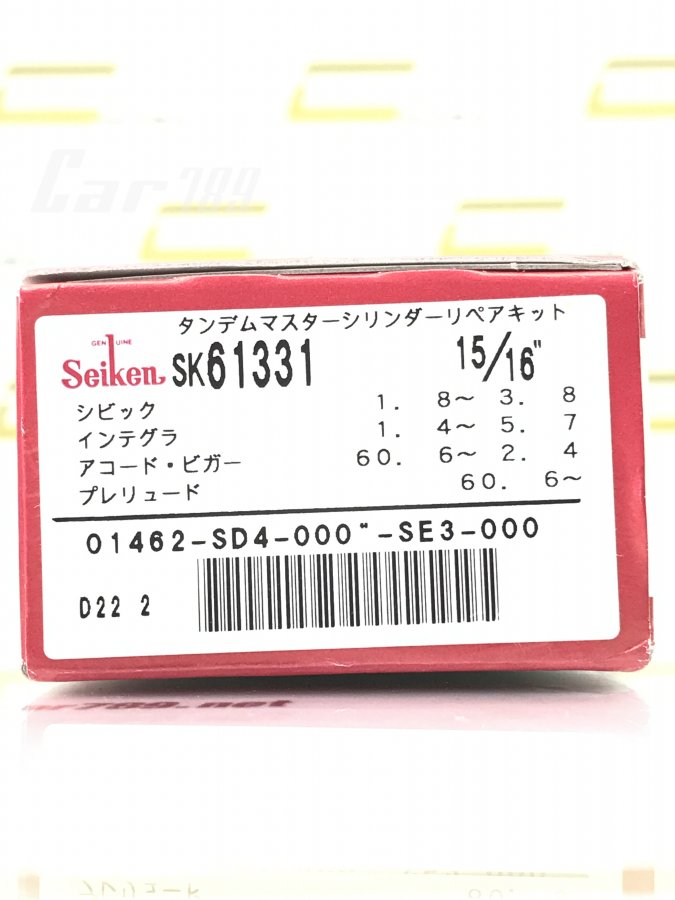 Car789
タンデムマスターシリンダーリペアキット
GENUINE
Seiken SK61331 15/16"
シビック 1. 8～ 3. 8
インテグラ 1. 4～ 5. 7
アコード・ビガー 60. 6～ 2. 4
プレリュード 60. 6～
01462-SD4-000 "-SE3-000
D22 2
ar789.net